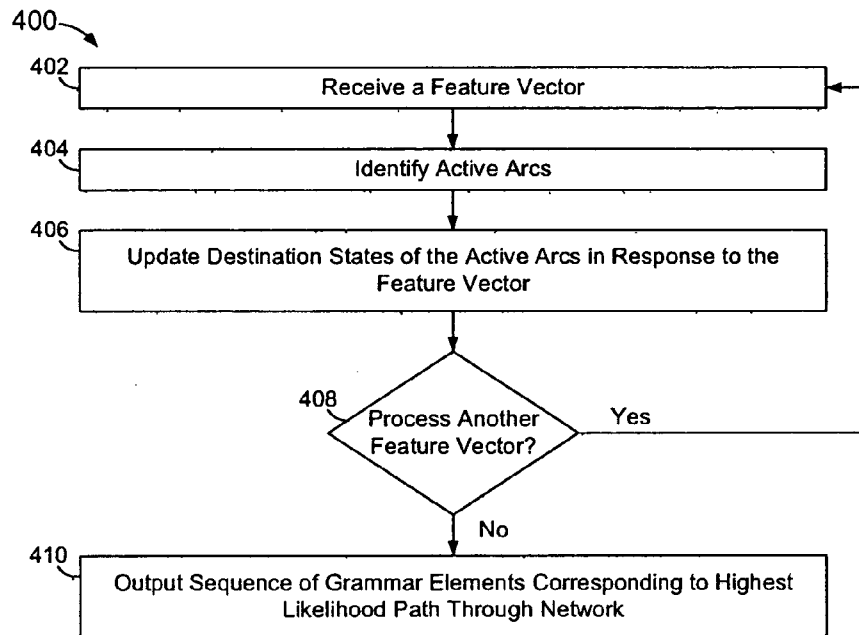 400
402
Receive a Feature Vector
404
Identify Active Arcs
406
Update Destination States of the Active Arcs in Response to the
Feature Vector
408
Process Another
Feature Vector?
Yes
No
410
Output Sequence of Grammar Elements Corresponding to Highest
Likelihood Path Through Network